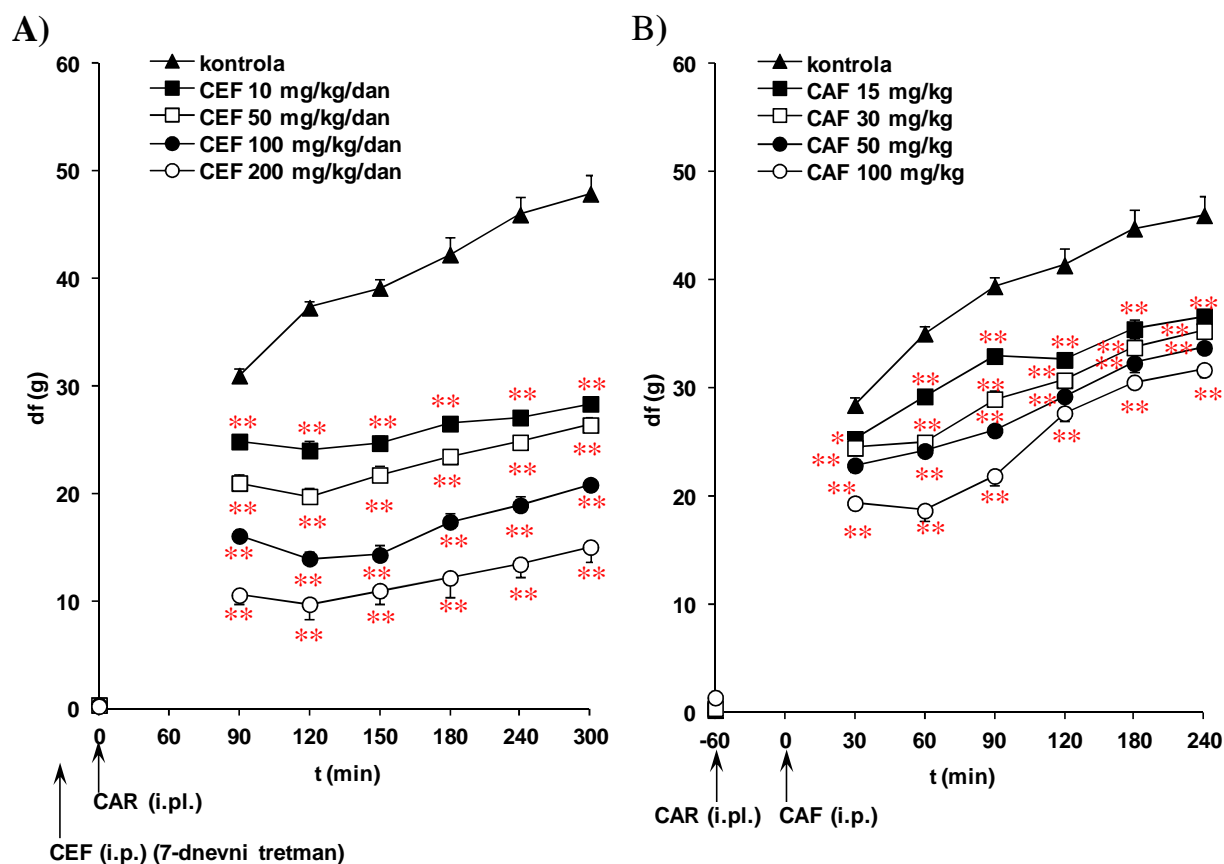 A)
kontrola
CEF 10 mg/kg/dan
CEF 50 mg/kg/dan
CEF 100 mg/kg/dan
CEF 200 mg/kg/dan
60
50
40
30
20
10
0
df (g)
** ** ** ** ** **
** ** ** ** ** **
** ** ** ** ** **
** ** ** ** ** **
0 60 90 120 150 180 240 300
t (min)
CAR (i.pl.)
CEF (i.p.) (7-dnevni tretman)
B)
kontrola
CAF 15 mg/kg
CAF 30 mg/kg
CAF 50 mg/kg
CAF 100 mg/kg
60
50
40
30
20
10
0
df (g)
* ** ** ** ** **
** ** ** ** ** **
** ** ** ** ** **
** ** ** ** ** **
-60 0 30 60 90 120 180 240
t (min)
CAR (i.pl.) CAF (i.p.)